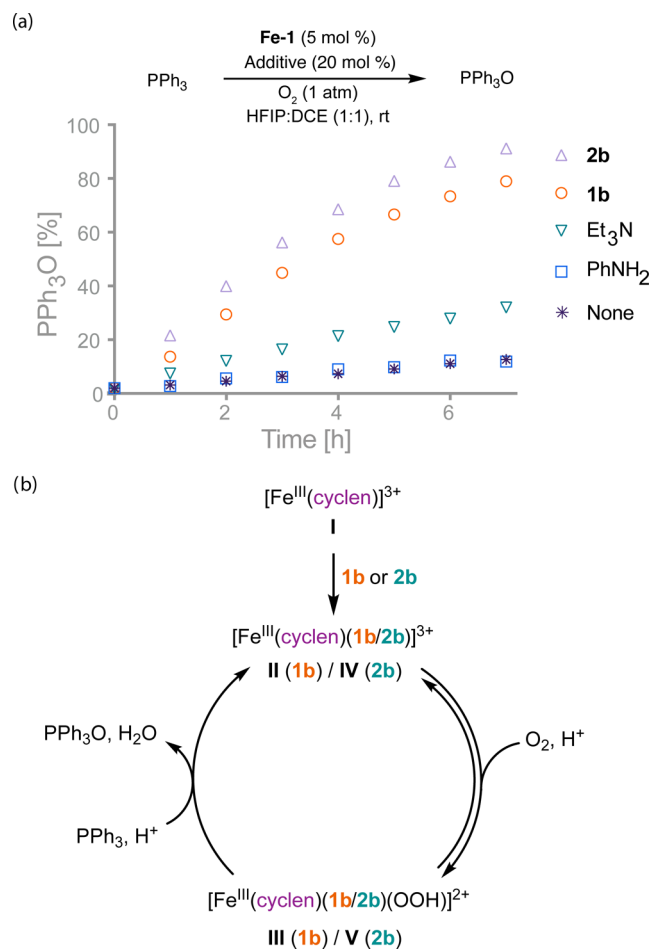 (a)
Fe-1 (5 mol %)
Additive (20 mol %)
PPh₃
PPh₃O
O₂ (1 atm)
HFIP:DCE (1:1), rt
100
80
60
40
20
0
PPh₃O [%]
0 2 4 6
Time [h]
2b
1b
Et₃N
PhNH₂
None
(b)
[Feᴵᴵᴵ(cyclen)]³⁺
I
1b or 2b
[Feᴵᴵᴵ(cyclen)(1b/2b)]³⁺
II (1b) / IV (2b)
PPh₃O, H₂O
O₂, H⁺
PPh₃, H⁺
[Feᴵᴵᴵ(cyclen)(1b/2b)(OOH)]²⁺
III (1b) / V (2b)